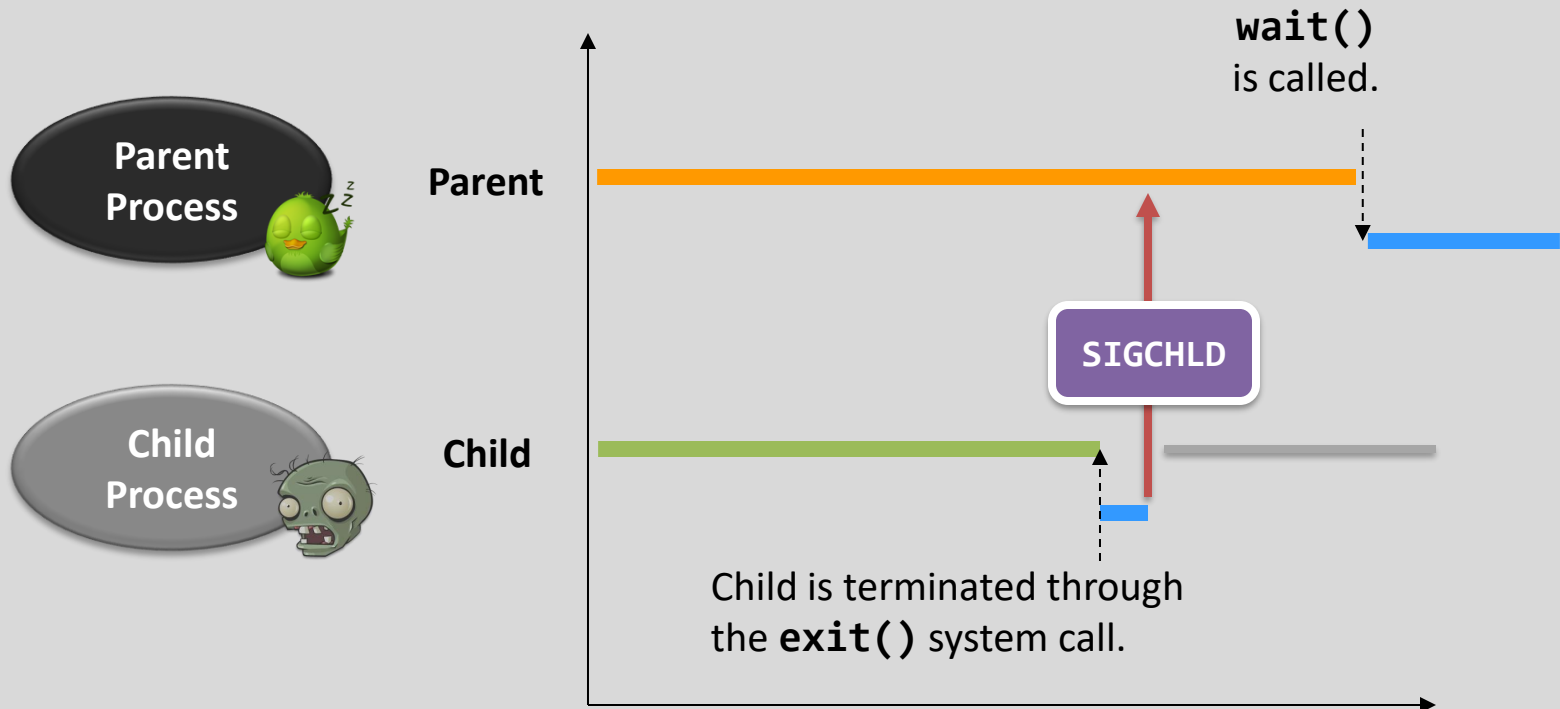 wait()
is called.
Parent
Process
z
z
z
Parent
SIGCHLD
Child
Process
Child
Child is terminated through
the exit() system call.